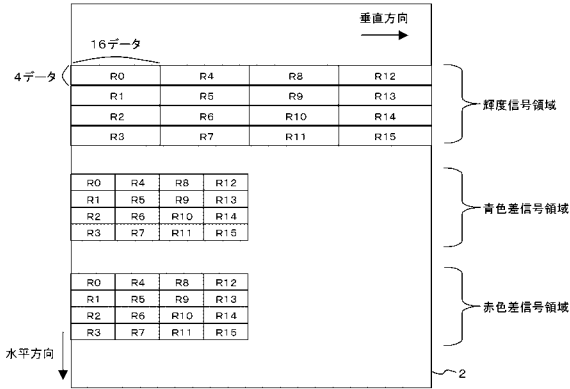 垂直方向
16データ
4データ
R0 R4 R8 R12
R1 R5 R9 R13
R2 R6 R10 R14
R3 R7 R11 R15
輝度信号領域
R0 R4 R8 R12
R1 R5 R9 R13
R2 R6 R10 R14
R3 R7 R11 R15
青色差信号領域
R0 R4 R8 R12
R1 R5 R9 R13
R2 R6 R10 R14
R3 R7 R11 R15
赤色差信号領域
水平方向
2